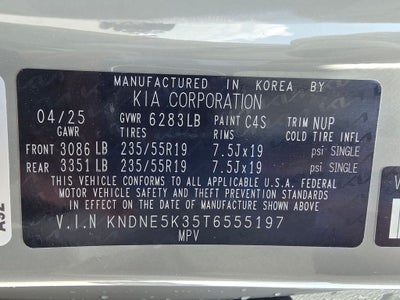 MANUFACTURED IN KOREA BY
KIA CORPORATION
04/25 GVWR 6283LB PAINT C4S TRIM NUP
GAWR TIRES RIMS COLD TIRE INFL.
FRONT 3086 LB 235/55R19 7.5Jx19 psi SINGLE
REAR 3351 LB 235/55R19 7.5Jx19 psi SINGLE
THIS VEHICLE CONFORMS TO ALL APPLICABLE U.S.A. FEDERAL
MOTOR VEHICLE SAFETY AND THEFT PREVENTION STANDARDS
IN EFFECT ON THE DATE OF MANUFACTURE SHOWN ABOVE.
V.I.N KNDNE5K35T6555197
MPV